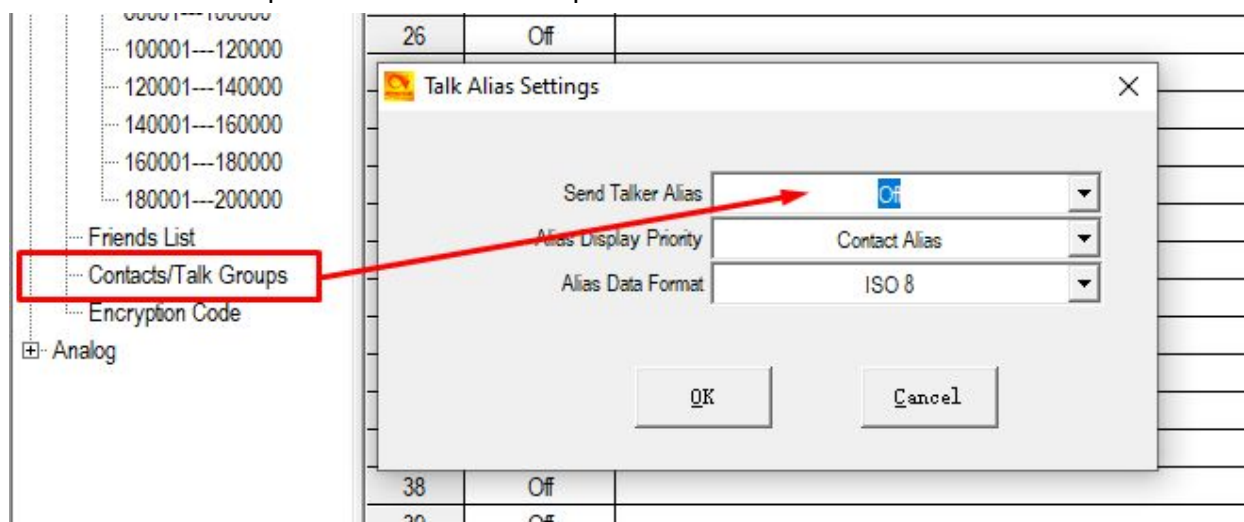 100001---120000
120001---140000
140001---160000
160001---180000
180001---200000
Friends List
Contacts/Talk Groups
Encryption Code
Analog
26 Off
Talk Alias Settings
Send Talker Alias Off
Alias Display Priority Contact Alias
Alias Data Format ISO 8
OK Cancel
38 Off